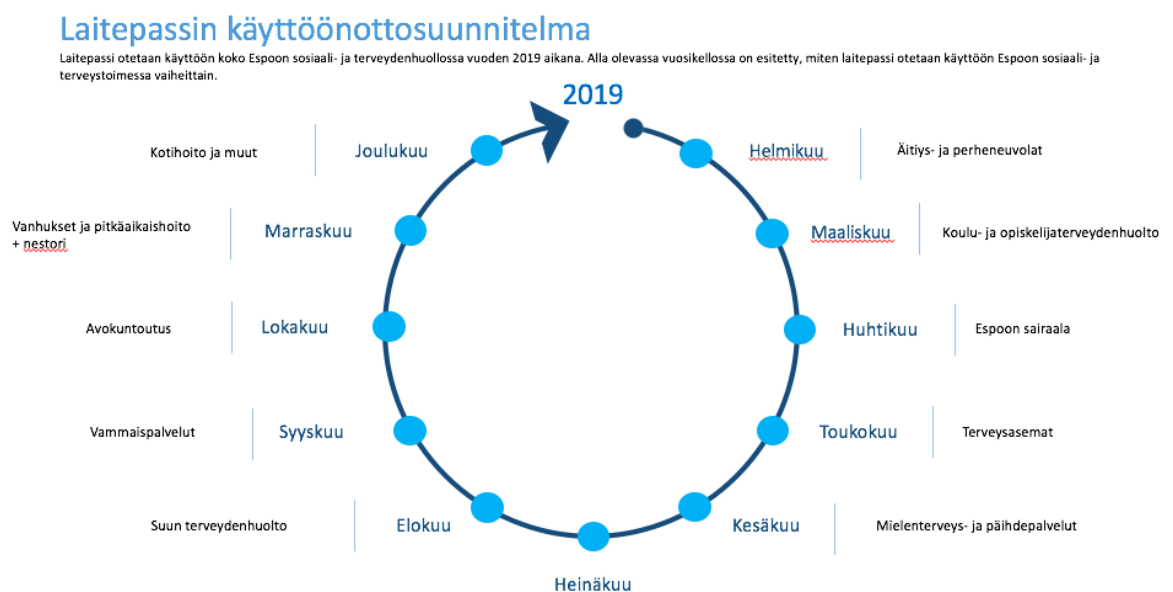 Laitepassin käyttöönottosuunnitelma
Laitepassi otetaan käyttöön koko Espoon sosiaali- ja terveydenhuollossa vuoden 2019 aikana. Alla olevassa vuosikellossa on esitetty, miten laitepassi otetaan käyttöön Espoon sosiaali- ja
terveystoimessa vaiheittain.
2019
Helmikuu
Äitiys- ja perheneuvolat
Maaliskuu
Koulu- ja opiskelijaterveydenhuolto
Huhtikuu
Espoon sairaala
Toukokuu
Terveysasemat
Kesäkuu
Mielenterveys- ja päihdepalvelut
Heinäkuu
Elokuu
Suun terveydenhuolto
Syyskuu
Vammaispalvelut
Lokakuu
Avokuntoutus
Marraskuu
Vanhukset ja pitkäaikaishoito
+ nestori
Joulukuu
Kotihoito ja muut